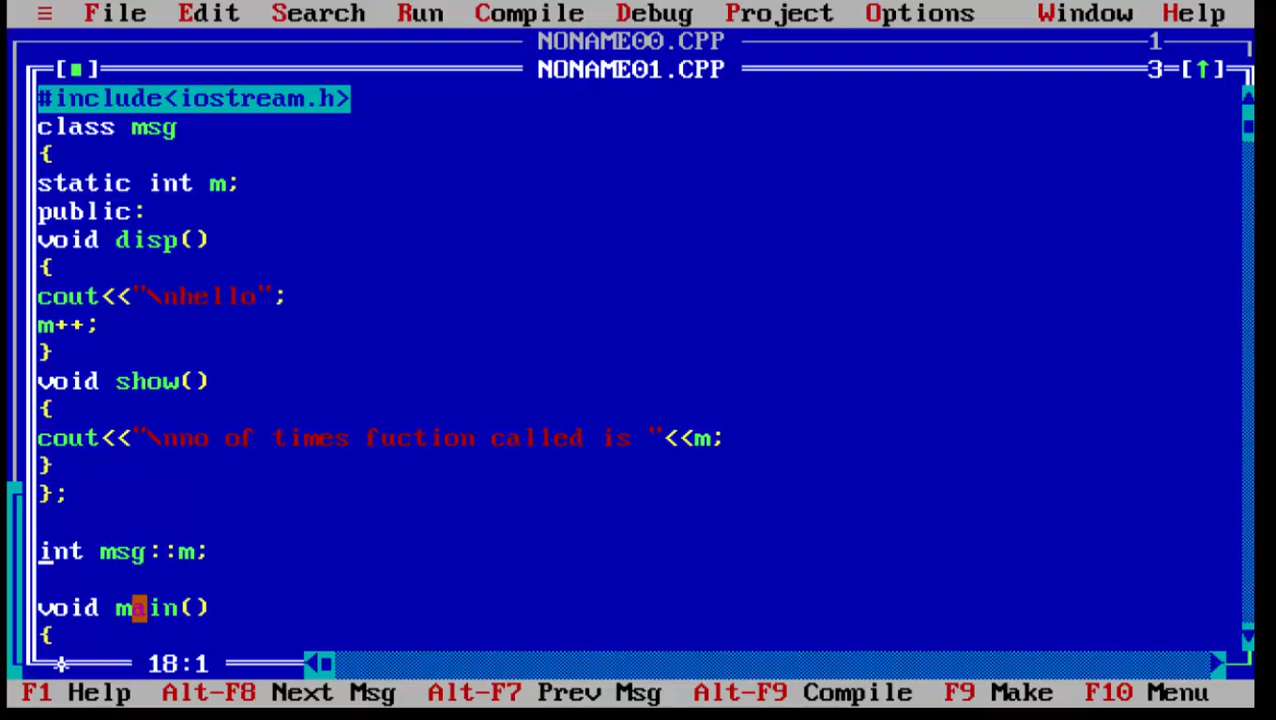 ≡ File Edit Search Run Compile Debug Project Options Window Help
NONAME00.CPP 1
[■] NONAME01.CPP 3=[↑]
#include<iostream.h>
class msg
{
static int m;
public:
void disp()
{
cout<<"\nhello";
m++;
}
void show()
{
cout<<"\nno of times fuction called is "<<m;
}
};
int msg::m;
void main()
{
18:1
F1 Help Alt-F8 Next Msg Alt-F7 Prev Msg Alt-F9 Compile F9 Make F10 Menu